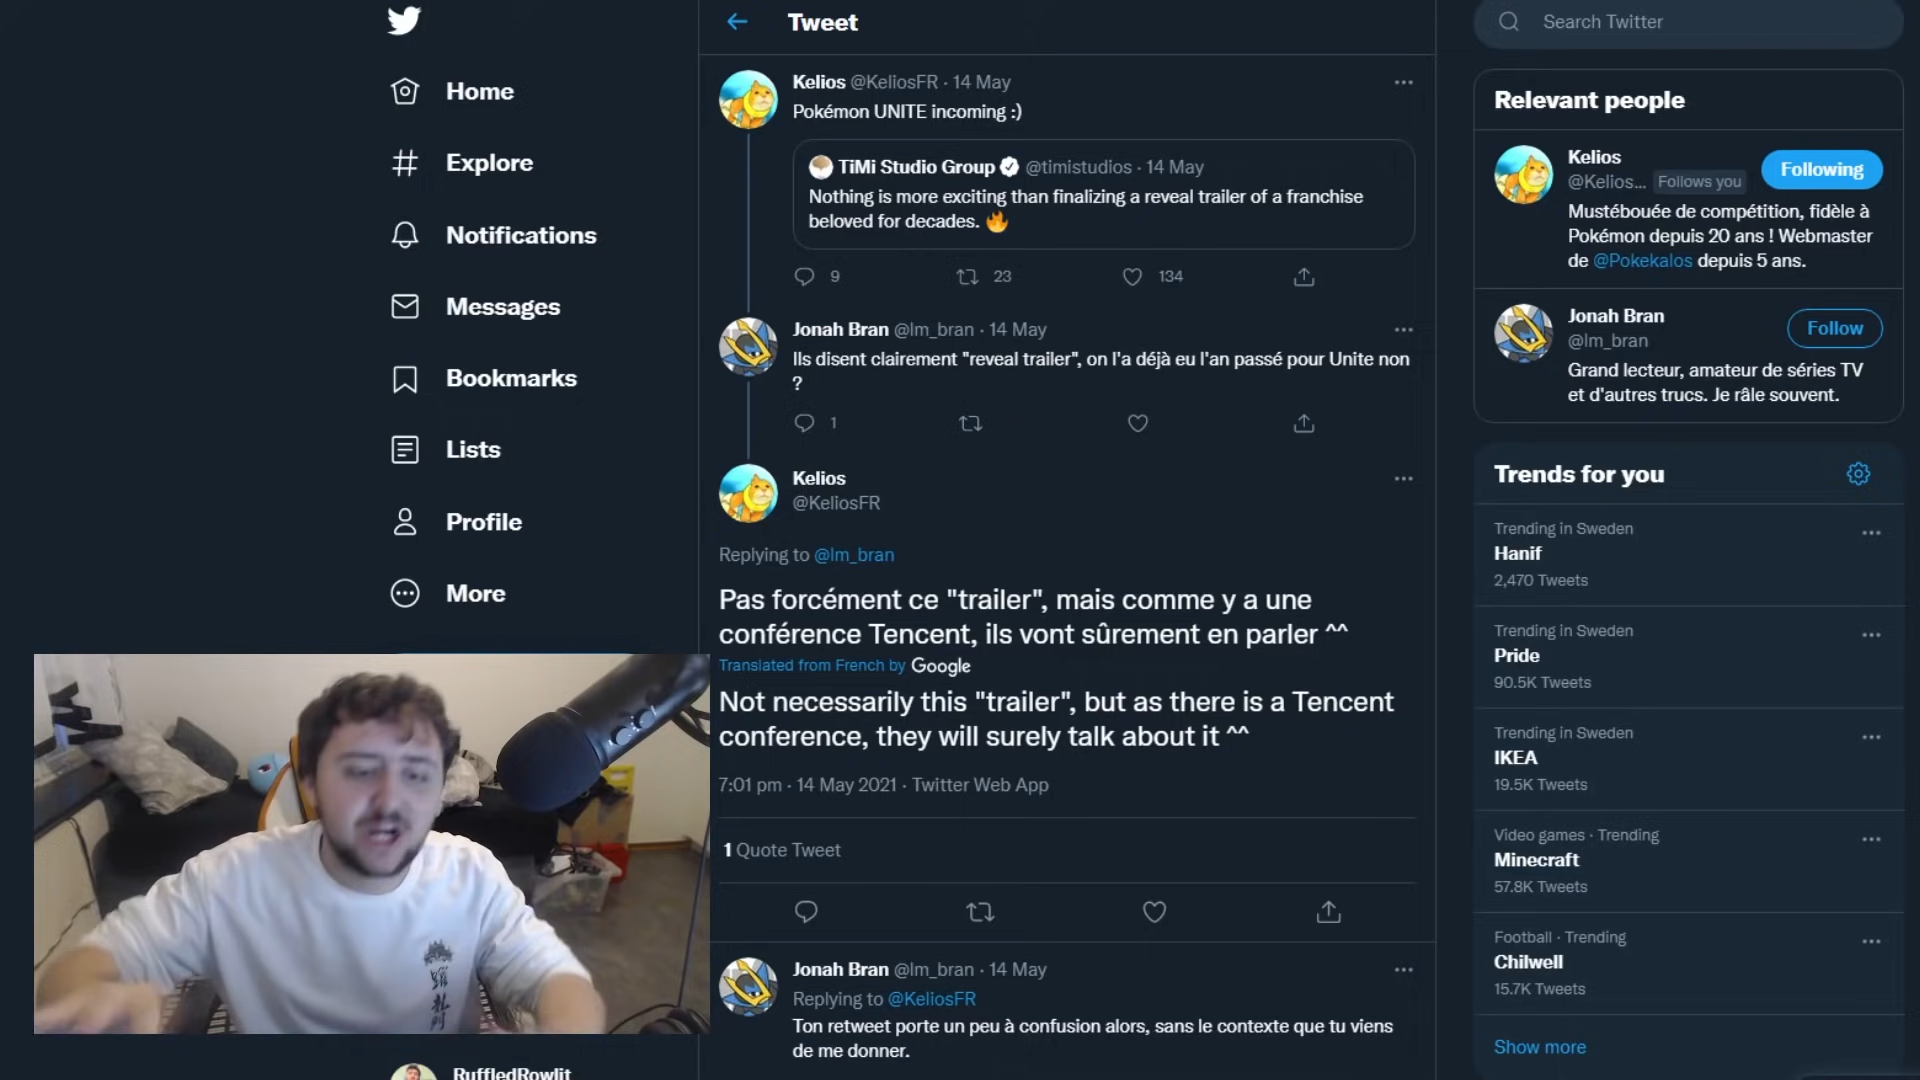 Home
Explore
Notifications
Messages
Bookmarks
Lists
Profile
More
RuffledRowlit
Tweet
Kelios @KeliosFR · 14 May
Pokémon UNITE incoming :)
TiMi Studio Group @timistudios · 14 May
Nothing is more exciting than finalizing a reveal trailer of a franchise
beloved for decades. 🔥
9 23 134
Jonah Bran @lm_bran · 14 May
Ils disent clairement "reveal trailer", on l'a déjà eu l'an passé pour Unite non
?
1
Kelios
@KeliosFR
Replying to @lm_bran
Pas forcément ce "trailer", mais comme y a une
conférence Tencent, ils vont sûrement en parler ^^
Translated from French by Google
Not necessarily this "trailer", but as there is a Tencent
conference, they will surely talk about it ^^
7:01 pm · 14 May 2021 · Twitter Web App
1 Quote Tweet
Jonah Bran @lm_bran · 14 May
Replying to @KeliosFR
Ton retweet porte un peu à confusion alors, sans le contexte que tu viens
de me donner.
Search Twitter
Relevant people
Kelios
@Kelios... Follows you
Following
Mustébouée de compétition, fidèle à
Pokémon depuis 20 ans ! Webmaster
de @Pokekalos depuis 5 ans.
Jonah Bran
@lm_bran
Follow
Grand lecteur, amateur de séries TV
et d'autres trucs. Je râle souvent.
Trends for you
Trending in Sweden
Hanif
2,470 Tweets
Trending in Sweden
Pride
90.5K Tweets
Trending in Sweden
IKEA
19.5K Tweets
Video games · Trending
Minecraft
57.8K Tweets
Football · Trending
Chilwell
15.7K Tweets
Show more